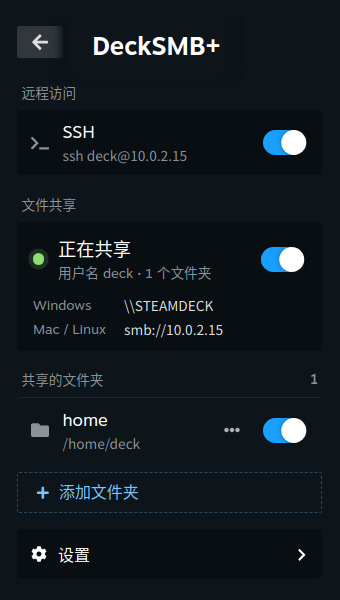 DeckSMB+
远程访问
SSH
ssh deck@10.0.2.15
文件共享
正在共享
用户名 deck · 1 个文件夹
Windows \\STEAMDECK
Mac / Linux smb://10.0.2.15
共享的文件夹 1
home
/home/deck
+ 添加文件夹
设置